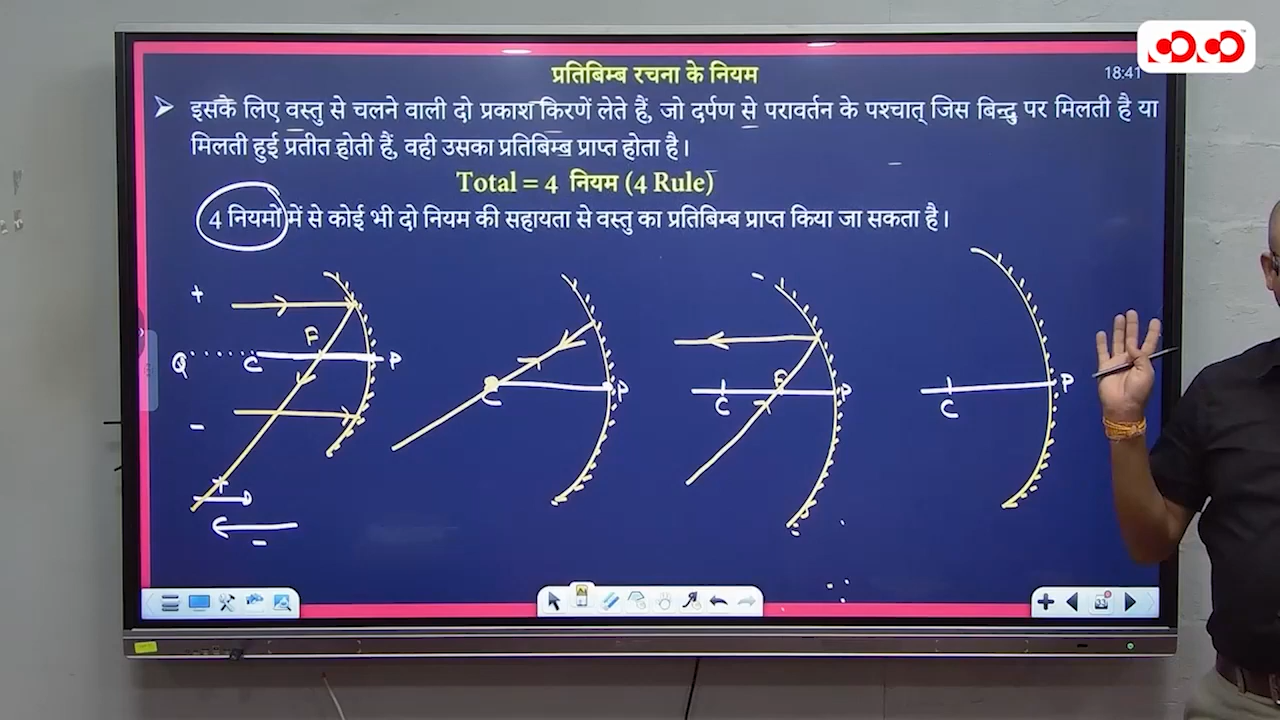 प्रतिबिम्ब रचना के नियम
18:41
➤ इसके लिए वस्तु से चलने वाली दो प्रकाश किरणें लेते हैं, जो दर्पण से परावर्तन के पश्चात् जिस बिन्दु पर मिलती है या
मिलती हुई प्रतीत होती हैं, वही उसका प्रतिबिम्ब प्राप्त होता है।
Total = 4 नियम (4 Rule)
4 नियमों में से कोई भी दो नियम की सहायता से वस्तु का प्रतिबिम्ब प्राप्त किया जा सकता है।
+
F
Q C P
-
-
C P
F
C P
C P